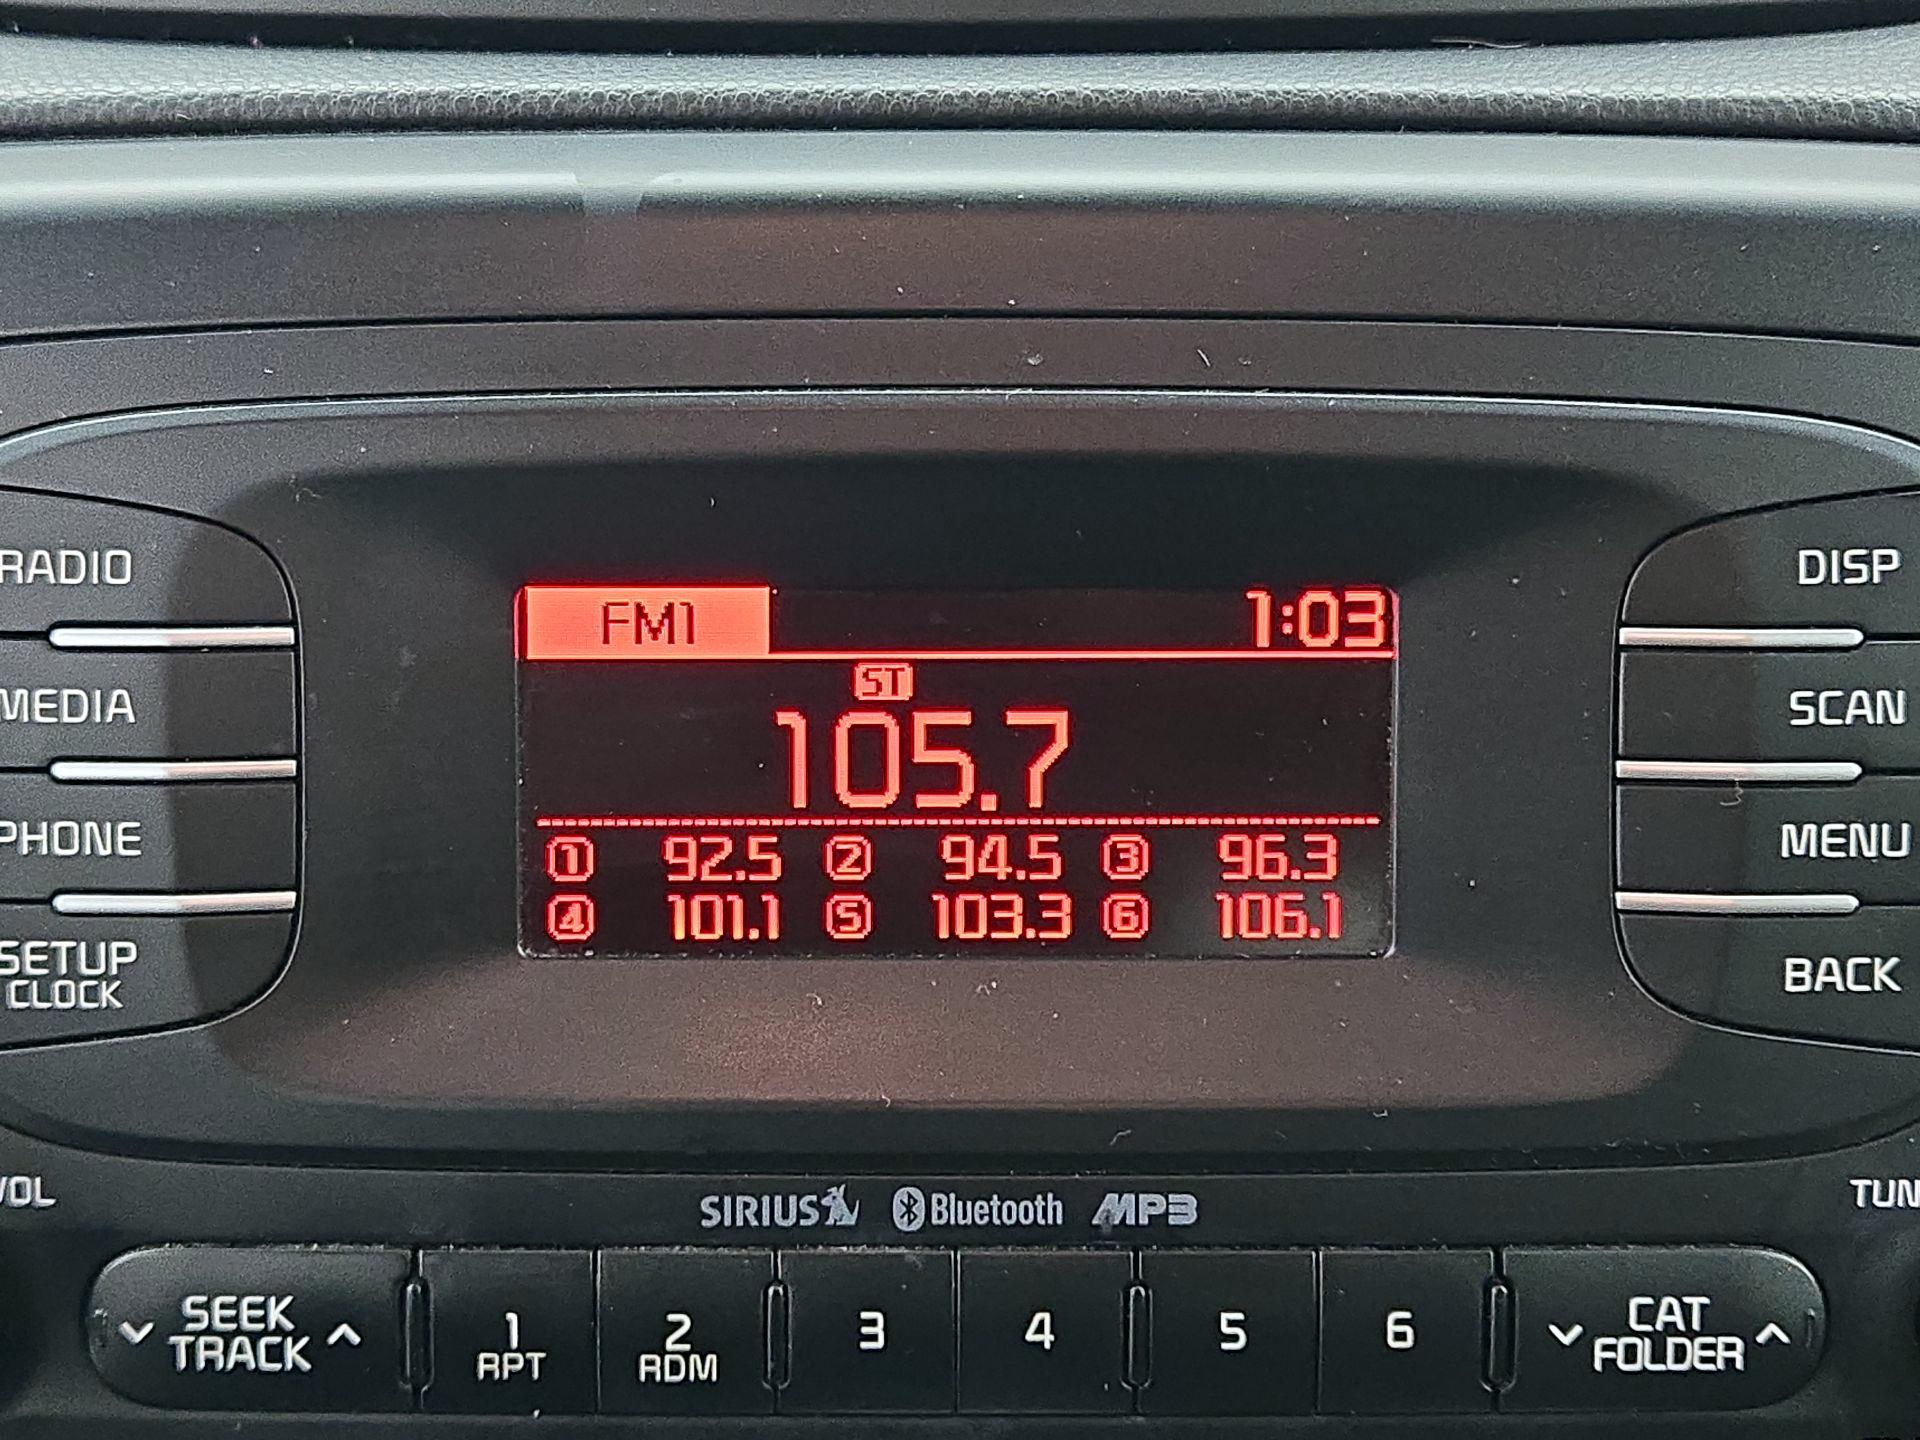 FM1 1:03
ST
105.7
① 92.5 ② 94.5 ③ 96.3
④ 101.1 ⑤ 103.3 ⑥ 106.1
RADIO
MEDIA
PHONE
SETUP
CLOCK
DISP
SCAN
MENU
BACK
VOL
SIRIUS Bluetooth MP3
TUN
SEEK
TRACK
1
RPT
2
RDM
3
4
5
6
CAT
FOLDER